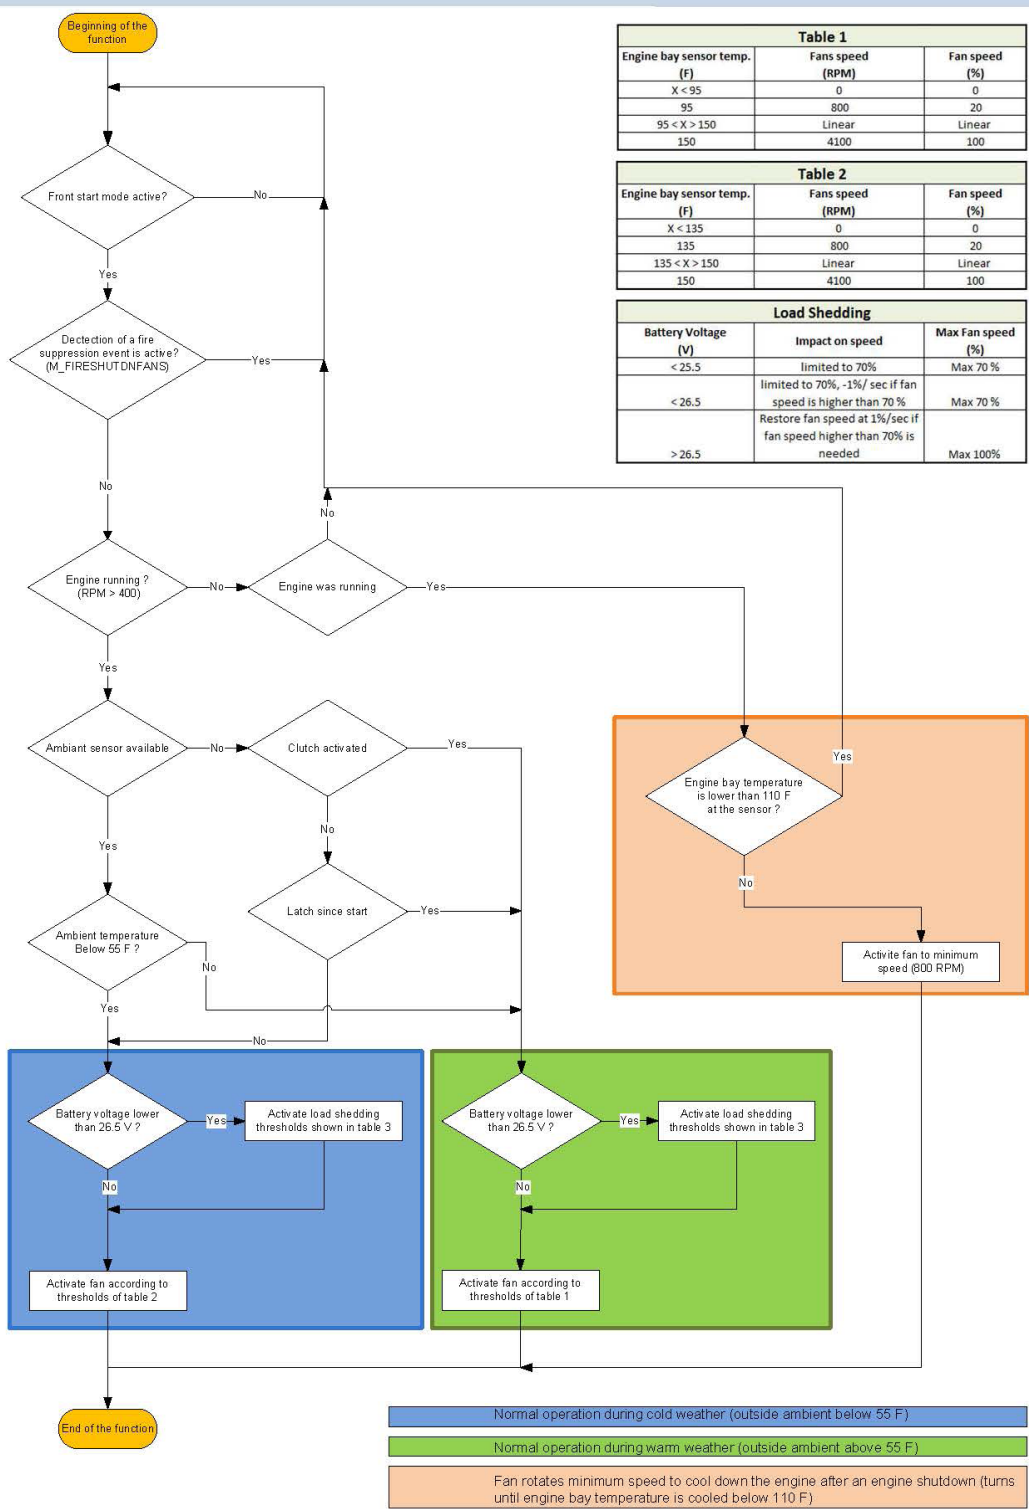 Beginning of the
function
Front start mode active?
No
Yes
Dectection of a fire
suppression event is active?
(M_FIRESHUTDNFANS)
Yes
No
Engine running ?
(RPM > 400)
No
Engine was running
No
Yes
Yes
Ambiant sensor available
No
Clutch activated
Yes
No
Yes
Latch since start
Yes
Ambient temperature
Below 55 F ?
No
Yes
No
Battery voltage lower
than 26.5 V ?
Yes
Activate load shedding
thresholds shown in table 3
No
Activate fan according to
thresholds of table 2
Battery voltage lower
than 26.5 V ?
Yes
Activate load shedding
thresholds shown in table 3
No
Activate fan according to
thresholds of table 1
Engine bay temperature
is lower than 110 F
at the sensor ?
Yes
No
Activite fan to minimum
speed (800 RPM)
End of the function
Table 1
Engine bay sensor temp. (F) Fans speed (RPM) Fan speed (%)
X < 95 0 0
95 800 20
95 < X > 150 Linear Linear
150 4100 100
Table 2
Engine bay sensor temp. (F) Fans speed (RPM) Fan speed (%)
X < 135 0 0
135 800 20
135 < X > 150 Linear Linear
150 4100 100
Load Shedding
Battery Voltage (V) Impact on speed Max Fan speed (%)
< 25.5 limited to 70% Max 70 %
< 26.5 limited to 70%, -1%/ sec if fan speed is higher than 70 % Max 70 %
> 26.5 Restore fan speed at 1%/sec if fan speed higher than 70% is needed Max 100%
Normal operation during cold weather (outside ambient below 55 F)
Normal operation during warm weather (outside ambient above 55 F)
Fan rotates minimum speed to cool down the engine after an engine shutdown (turns
until engine bay temperature is cooled below 110 F)